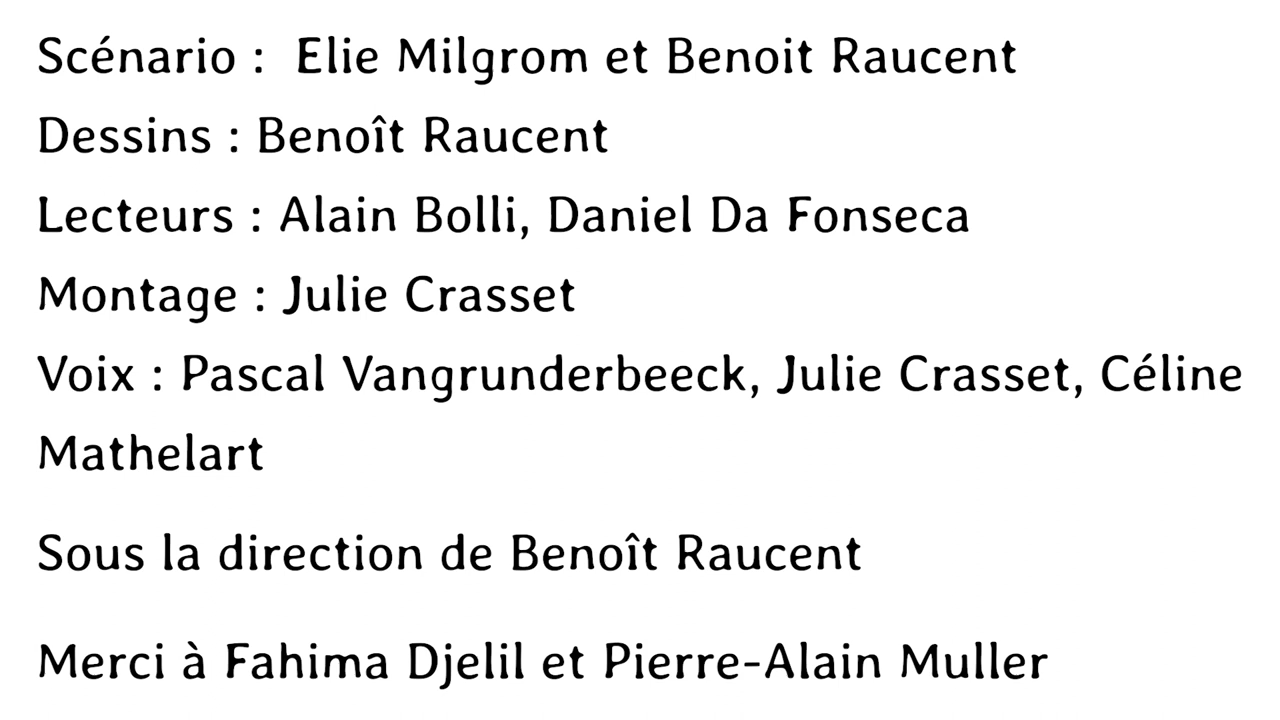 Scénario :  Elie Milgrom et Benoit Raucent
Dessins : Benoît Raucent
Lecteurs : Alain Bolli, Daniel Da Fonseca
Montage : Julie Crasset
Voix : Pascal Vangrunderbeeck, Julie Crasset, Céline
Mathelart
Sous la direction de Benoît Raucent
Merci à Fahima Djelil et Pierre-Alain Muller